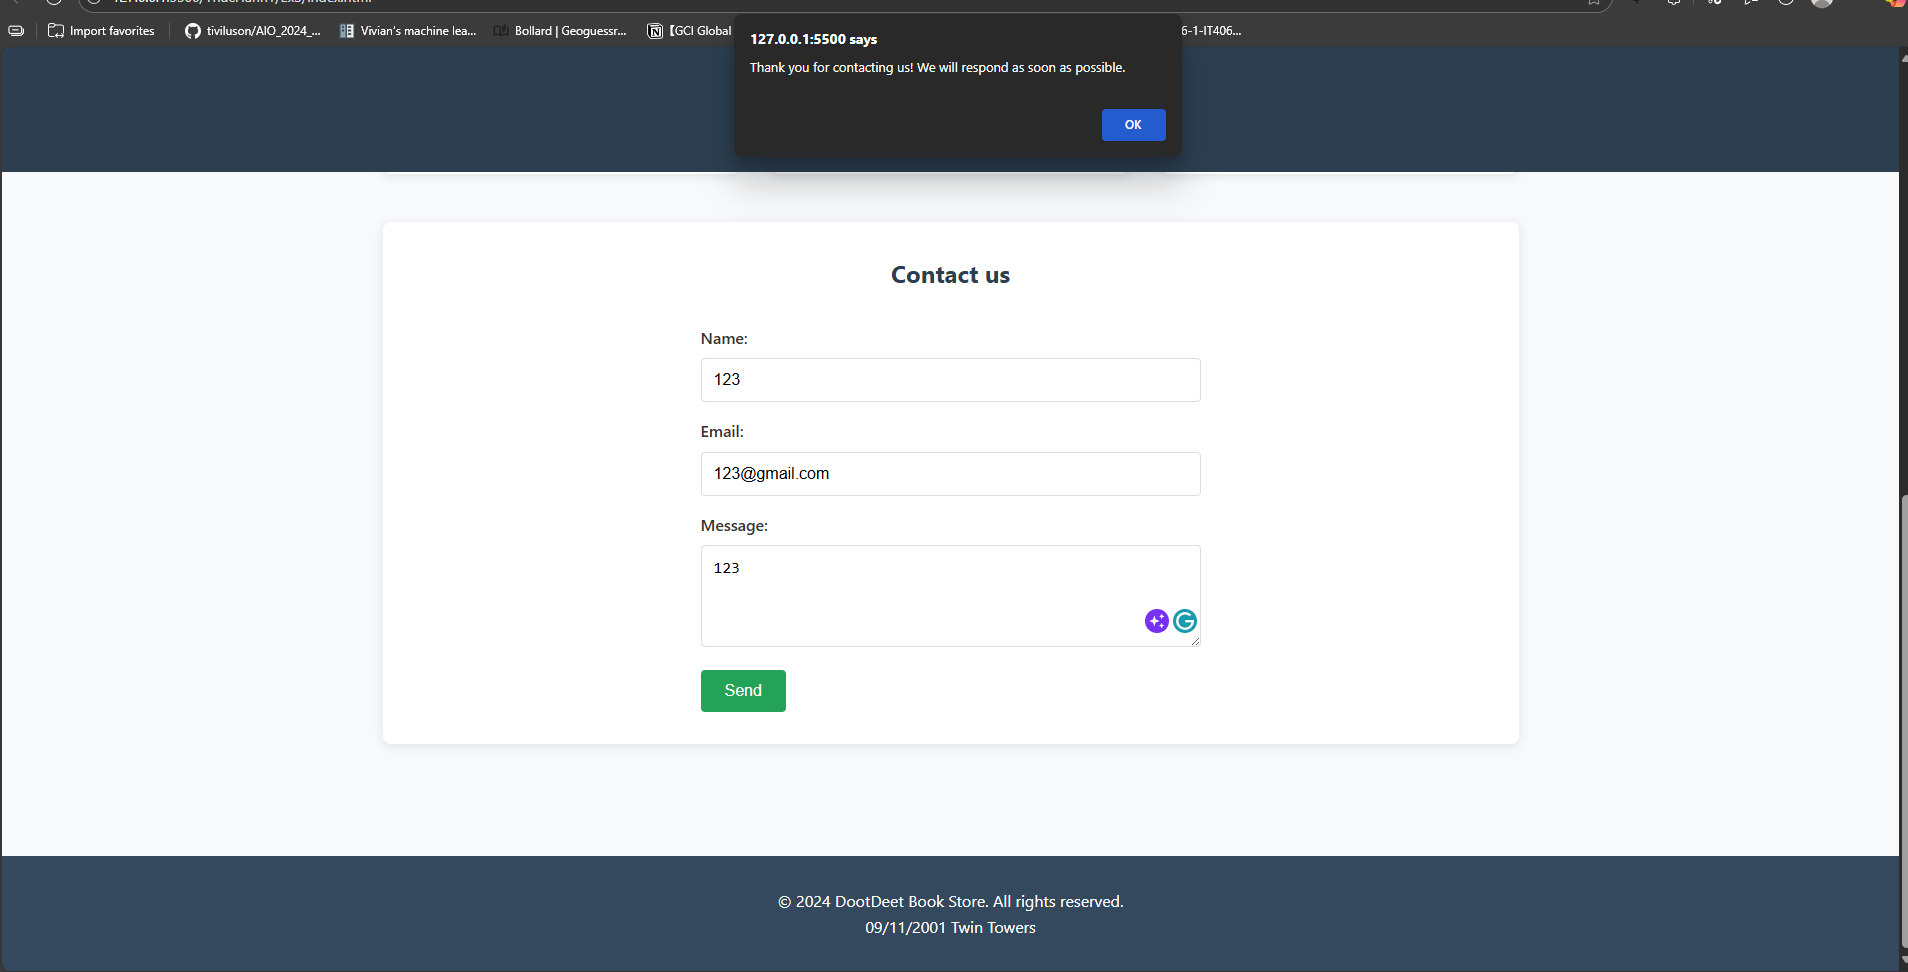 Import favorites
tiviluson/AIO_2024_...
Vivian's machine lea...
Bollard | Geoguessr...
[GCI Global
6-1-IT406...
127.0.0.1:5500 says
Thank you for contacting us! We will respond as soon as possible.
OK
Contact us
Name:
123
Email:
123@gmail.com
Message:
123
Send
© 2024 DootDeet Book Store. All rights reserved.
09/11/2001 Twin Towers